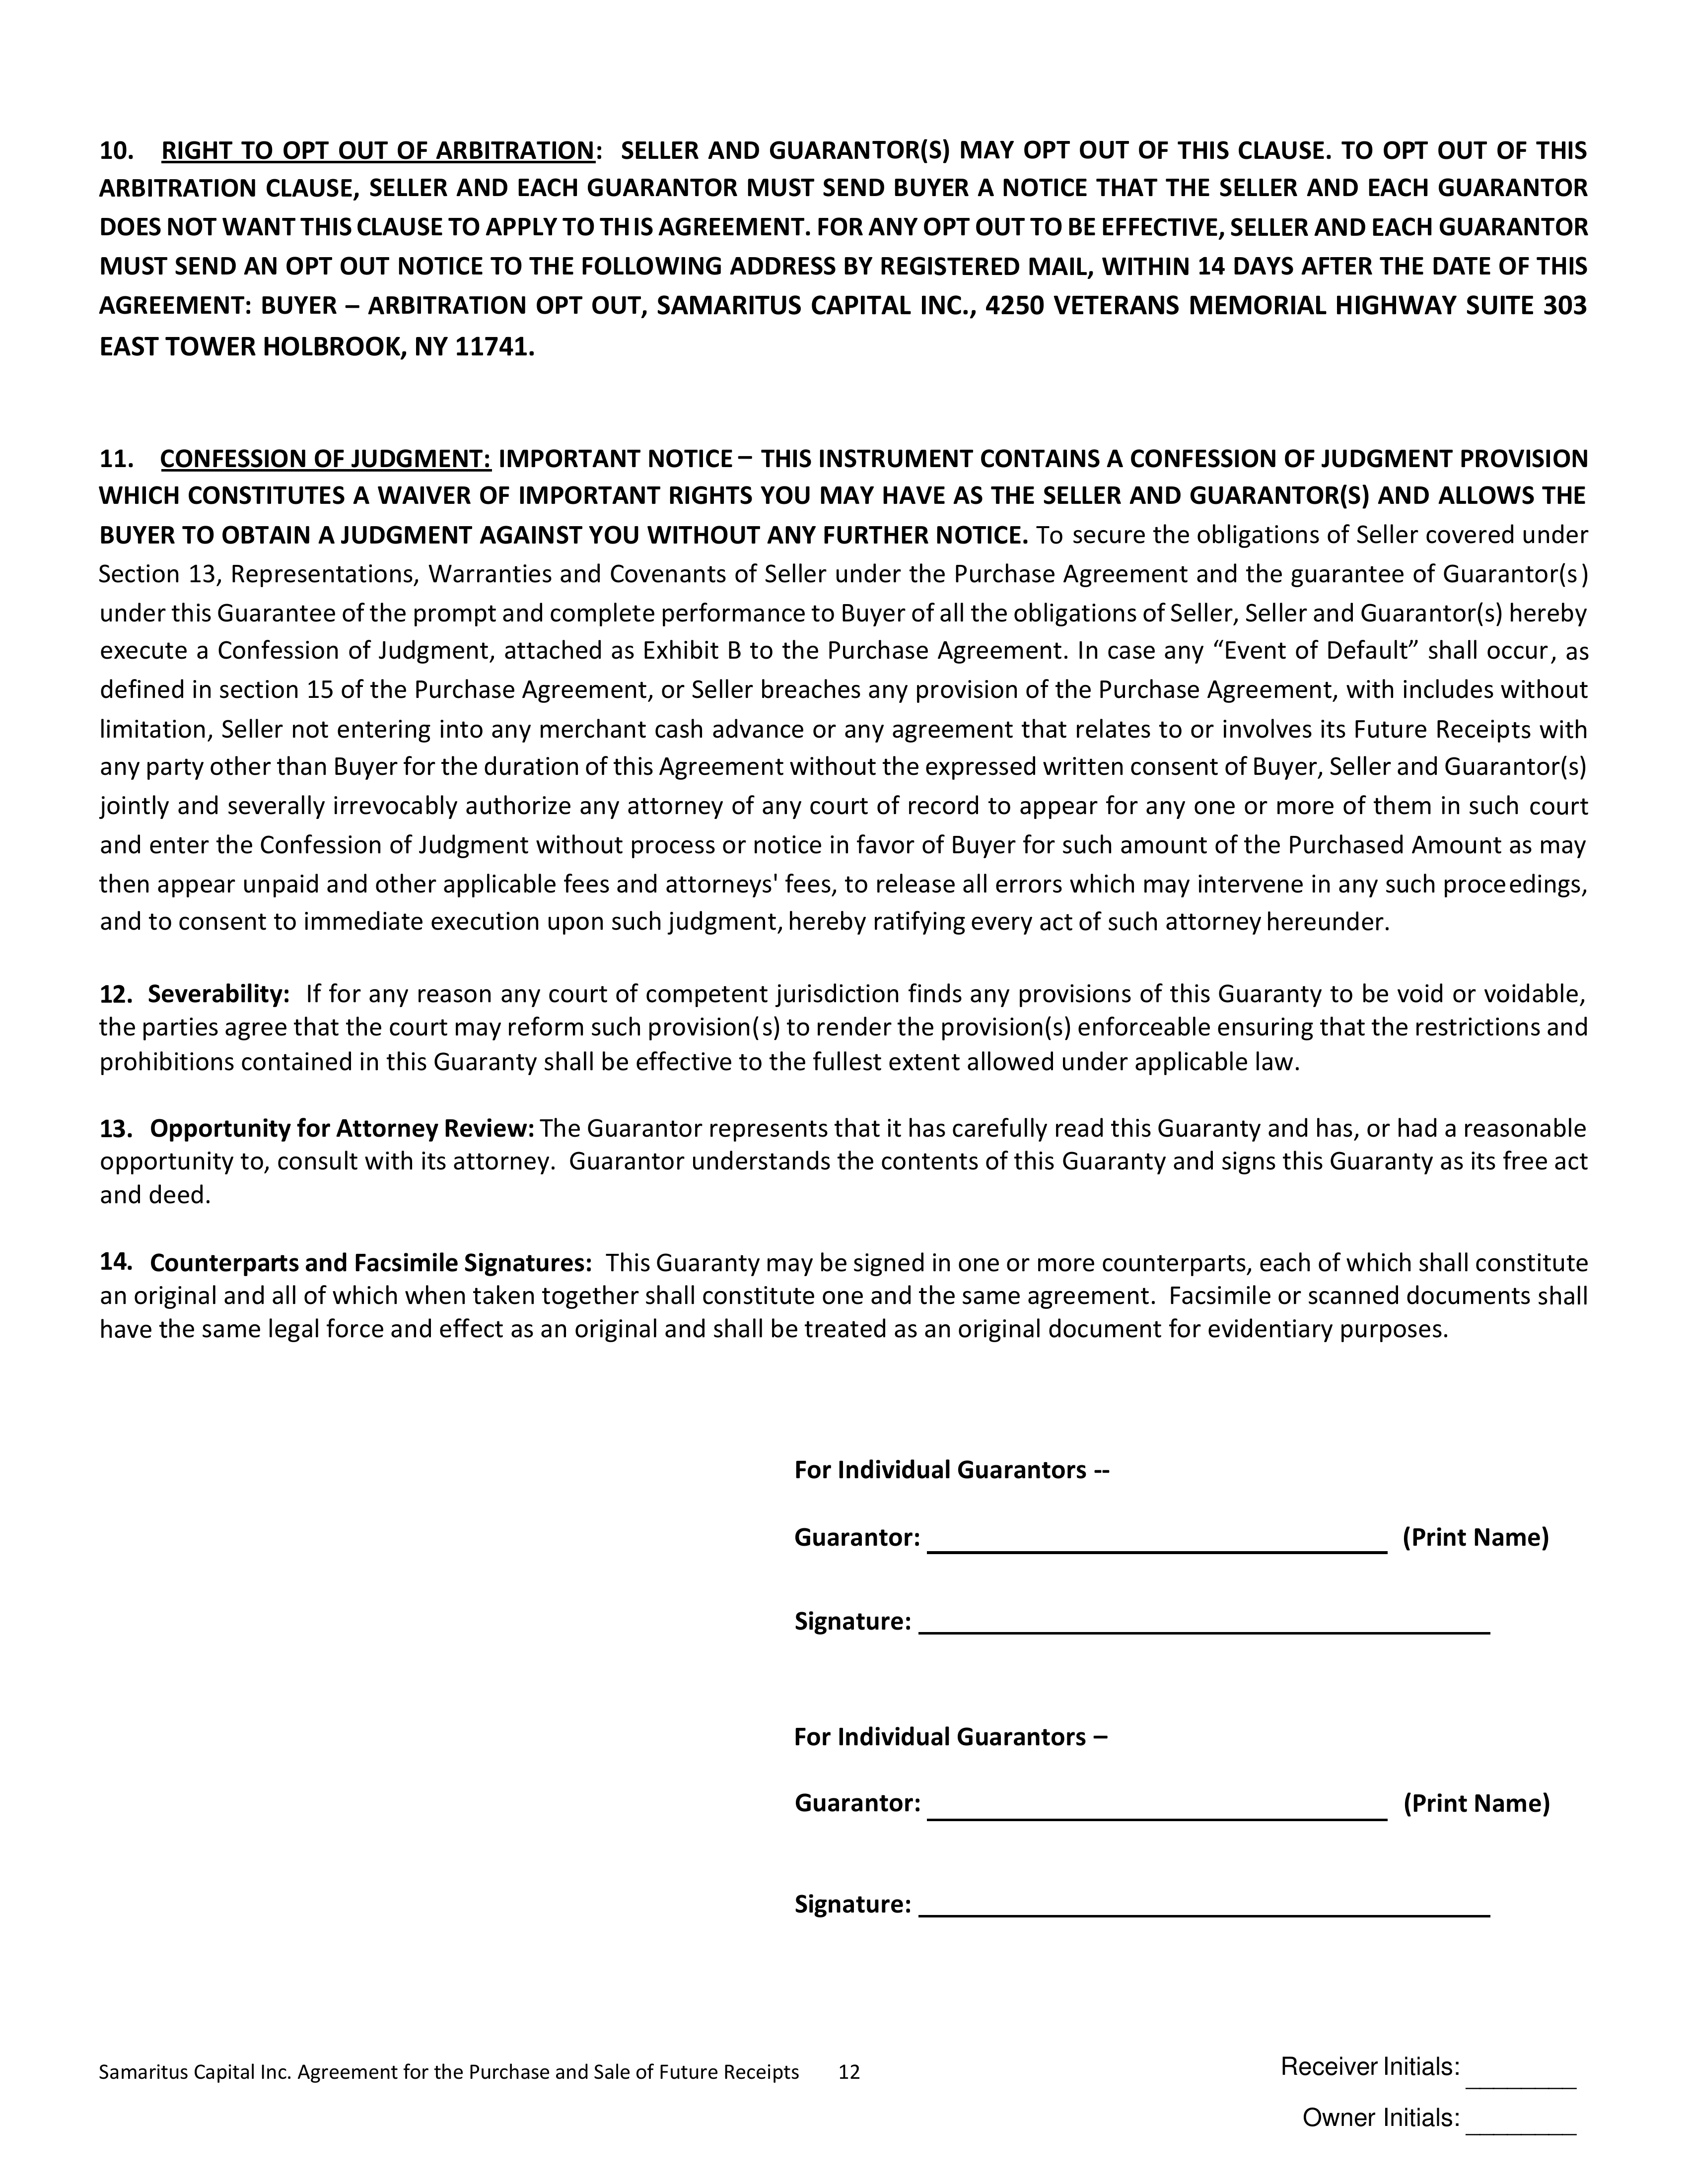 10. RIGHT TO OPT OUT OF ARBITRATION: SELLER AND GUARANTOR(S) MAY OPT OUT OF THIS CLAUSE. TO OPT OUT OF THIS
ARBITRATION CLAUSE, SELLER AND EACH GUARANTOR MUST SEND BUYER A NOTICE THAT THE SELLER AND EACH GUARANTOR
DOES NOT WANT THIS CLAUSE TO APPLY TO THIS AGREEMENT. FOR ANY OPT OUT TO BE EFFECTIVE, SELLER AND EACH GUARANTOR
MUST SEND AN OPT OUT NOTICE TO THE FOLLOWING ADDRESS BY REGISTERED MAIL, WITHIN 14 DAYS AFTER THE DATE OF THIS
AGREEMENT: BUYER – ARBITRATION OPT OUT, SAMARITUS CAPITAL INC., 4250 VETERANS MEMORIAL HIGHWAY SUITE 303
EAST TOWER HOLBROOK, NY 11741.
11. CONFESSION OF JUDGMENT: IMPORTANT NOTICE – THIS INSTRUMENT CONTAINS A CONFESSION OF JUDGMENT PROVISION
WHICH CONSTITUTES A WAIVER OF IMPORTANT RIGHTS YOU MAY HAVE AS THE SELLER AND GUARANTOR(S) AND ALLOWS THE
BUYER TO OBTAIN A JUDGMENT AGAINST YOU WITHOUT ANY FURTHER NOTICE. To secure the obligations of Seller covered under
Section 13, Representations, Warranties and Covenants of Seller under the Purchase Agreement and the guarantee of Guarantor(s)
under this Guarantee of the prompt and complete performance to Buyer of all the obligations of Seller, Seller and Guarantor(s) hereby
execute a Confession of Judgment, attached as Exhibit B to the Purchase Agreement. In case any “Event of Default” shall occur, as
defined in section 15 of the Purchase Agreement, or Seller breaches any provision of the Purchase Agreement, with includes without
limitation, Seller not entering into any merchant cash advance or any agreement that relates to or involves its Future Receipts with
any party other than Buyer for the duration of this Agreement without the expressed written consent of Buyer, Seller and Guarantor(s)
jointly and severally irrevocably authorize any attorney of any court of record to appear for any one or more of them in such court
and enter the Confession of Judgment without process or notice in favor of Buyer for such amount of the Purchased Amount as may
then appear unpaid and other applicable fees and attorneys' fees, to release all errors which may intervene in any such proceedings,
and to consent to immediate execution upon such judgment, hereby ratifying every act of such attorney hereunder.
12. Severability: If for any reason any court of competent jurisdiction finds any provisions of this Guaranty to be void or voidable,
the parties agree that the court may reform such provision(s) to render the provision(s) enforceable ensuring that the restrictions and
prohibitions contained in this Guaranty shall be effective to the fullest extent allowed under applicable law.
13. Opportunity for Attorney Review: The Guarantor represents that it has carefully read this Guaranty and has, or had a reasonable
opportunity to, consult with its attorney. Guarantor understands the contents of this Guaranty and signs this Guaranty as its free act
and deed.
14. Counterparts and Facsimile Signatures: This Guaranty may be signed in one or more counterparts, each of which shall constitute
an original and all of which when taken together shall constitute one and the same agreement. Facsimile or scanned documents shall
have the same legal force and effect as an original and shall be treated as an original document for evidentiary purposes.
For Individual Guarantors --
Guarantor: ______________________ (Print Name)
Signature: ______________________
For Individual Guarantors –
Guarantor: ______________________ (Print Name)
Signature: ______________________
Samaritus Capital Inc. Agreement for the Purchase and Sale of Future Receipts 12
Receiver Initials: ________
Owner Initials: ________